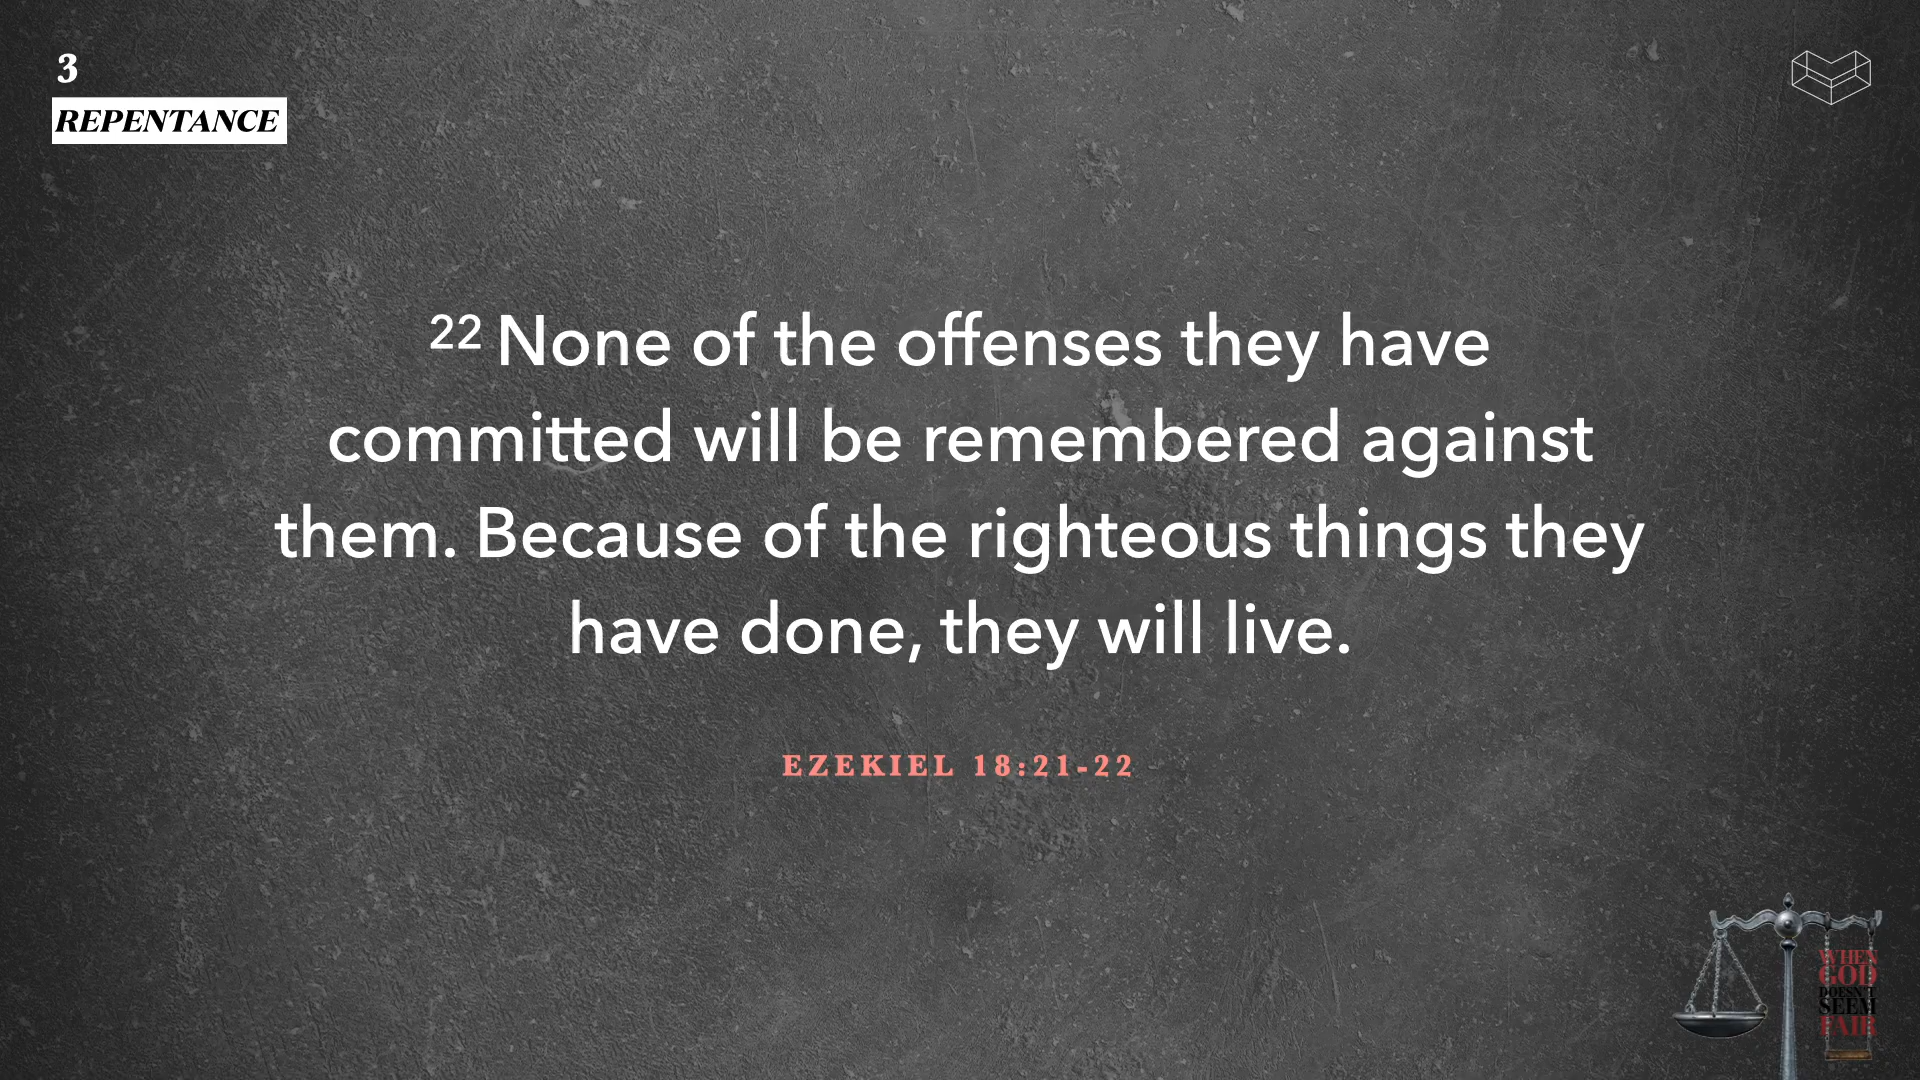 3
REPENTANCE
22 None of the offenses they have
committed will be remembered against
them. Because of the righteous things they
have done, they will live.
EZEKIEL 18:21-22
WHEN
GOD
DOESN'T
SEEM
FAIR